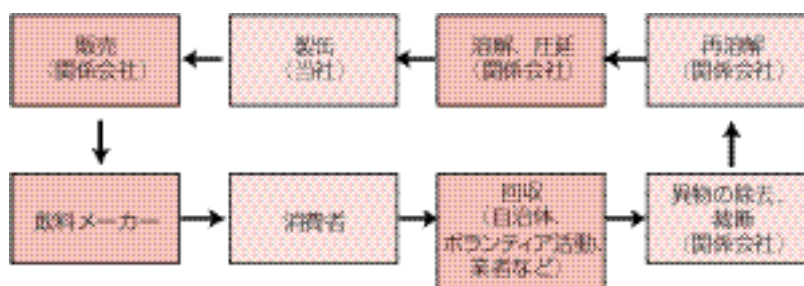 販売
(関係会社)
製缶
(当社)
溶解、圧延
(関係会社)
再溶解
(関係会社)
飲料メーカー
消費者
回収
(自治体、
ボランティア活動、
業者など)
異物の除去、
裁断
(関係会社)